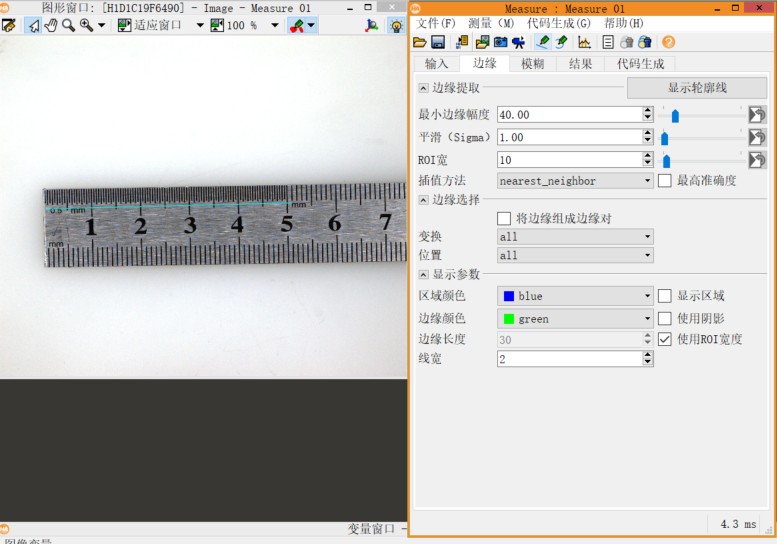 图形窗口: [H1D1C19F6490] - Image - Measure 01
适应窗口
100 %
0.5
mm
mm
1 2 3 4 5 6 7
mm
变量窗口 -
图像变量
Measure : Measure 01
文件(F) 测量(M) 代码生成(G) 帮助(H)
输入 边缘 模糊 结果 代码生成
边缘提取 显示轮廓线
最小边缘幅度 40.00
平滑（Sigma） 1.00
ROI宽 10
插值方法 nearest_neighbor 最高准确度
边缘选择
将边缘组成边缘对
变换 all
位置 all
显示参数
区域颜色 blue 显示区域
边缘颜色 green 使用阴影
边缘长度 30 使用ROI宽度
线宽 2
4.3 ms